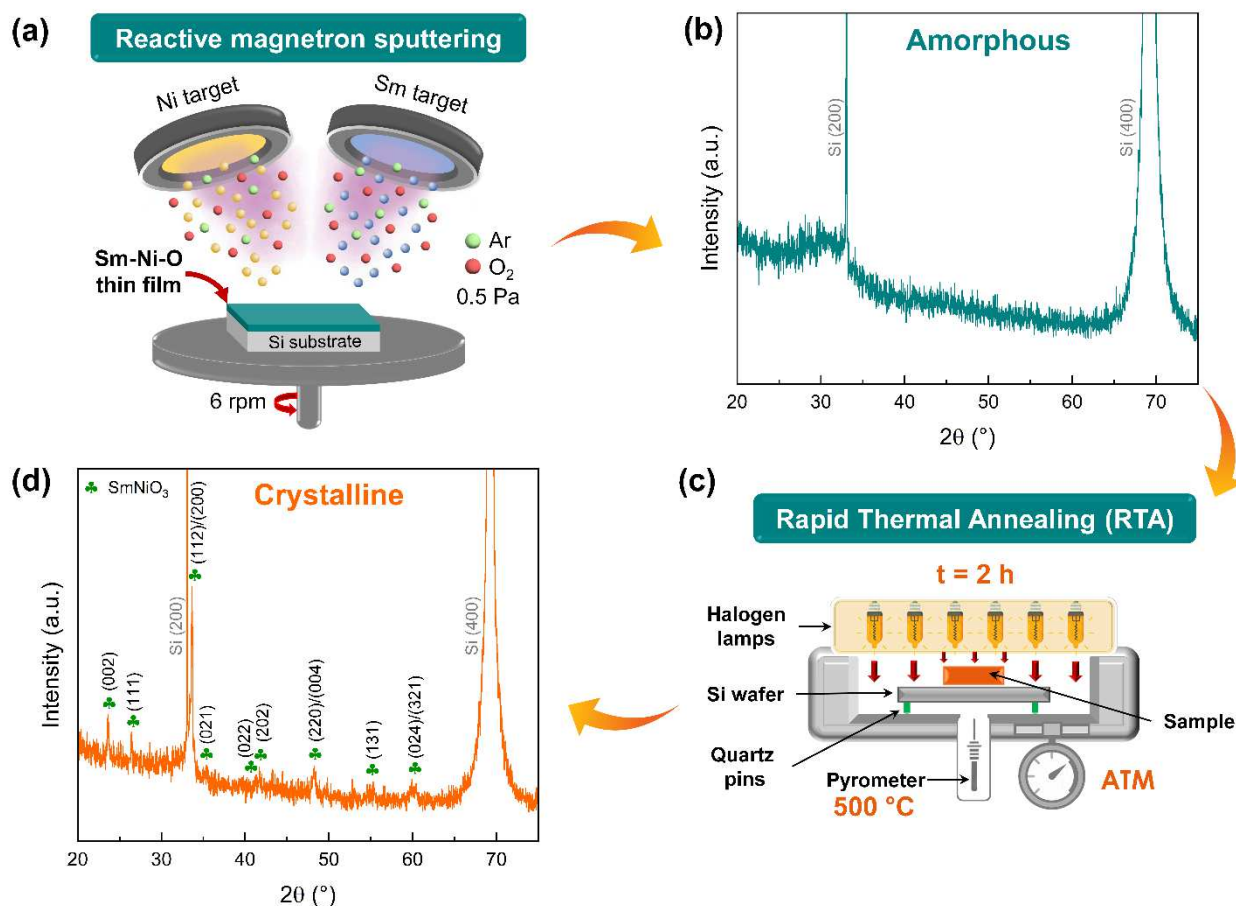 (a)
Reactive magnetron sputtering
Ni target
Sm target
Ar
O₂
0.5 Pa
Sm-Ni-O
thin film
Si substrate
6 rpm
(b)
Amorphous
Si (200)
Si (400)
Intensity (a.u.)
20 30 40 50 60 70
2θ (°)
(c)
Rapid Thermal Annealing (RTA)
t = 2 h
Halogen
lamps
Si wafer
Sample
Quartz
pins
Pyrometer
500 °C
ATM
(d)
♣ SmNiO₃
Crystalline
(002)
(111)
Si (200)
(112)/(200)
(021)
(022)
(202)
(220)/(004)
(131)
(024)/(321)
Si (400)
Intensity (a.u.)
20 30 40 50 60 70
2θ (°)